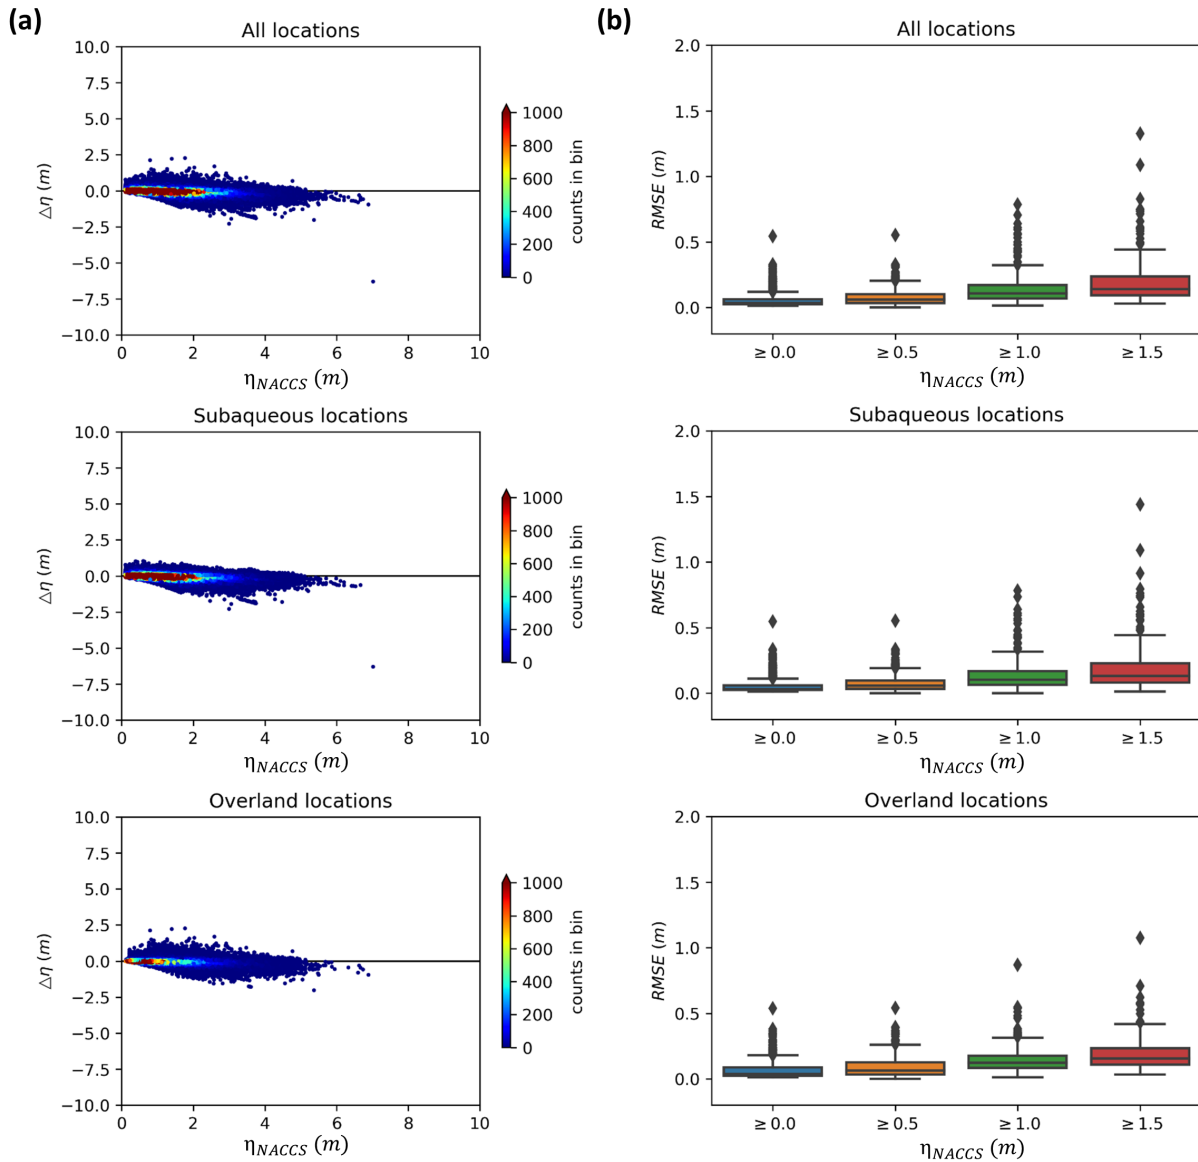 (a)
All locations
10.0
7.5
5.0
2.5
0.0
−2.5
−5.0
−7.5
−10.0
Δη (m)
0 2 4 6 8 10
η_NACCS (m)
1000
800
600
400
200
0
counts in bin
Subaqueous locations
10.0
7.5
5.0
2.5
0.0
−2.5
−5.0
−7.5
−10.0
Δη (m)
0 2 4 6 8 10
η_NACCS (m)
1000
800
600
400
200
0
counts in bin
Overland locations
10.0
7.5
5.0
2.5
0.0
−2.5
−5.0
−7.5
−10.0
Δη (m)
0 2 4 6 8 10
η_NACCS (m)
1000
800
600
400
200
0
counts in bin
(b)
All locations
2.0
1.5
1.0
0.5
0.0
RMSE (m)
≥ 0.0 ≥ 0.5 ≥ 1.0 ≥ 1.5
η_NACCS (m)
Subaqueous locations
2.0
1.5
1.0
0.5
0.0
RMSE (m)
≥ 0.0 ≥ 0.5 ≥ 1.0 ≥ 1.5
η_NACCS (m)
Overland locations
2.0
1.5
1.0
0.5
0.0
RMSE (m)
≥ 0.0 ≥ 0.5 ≥ 1.0 ≥ 1.5
η_NACCS (m)